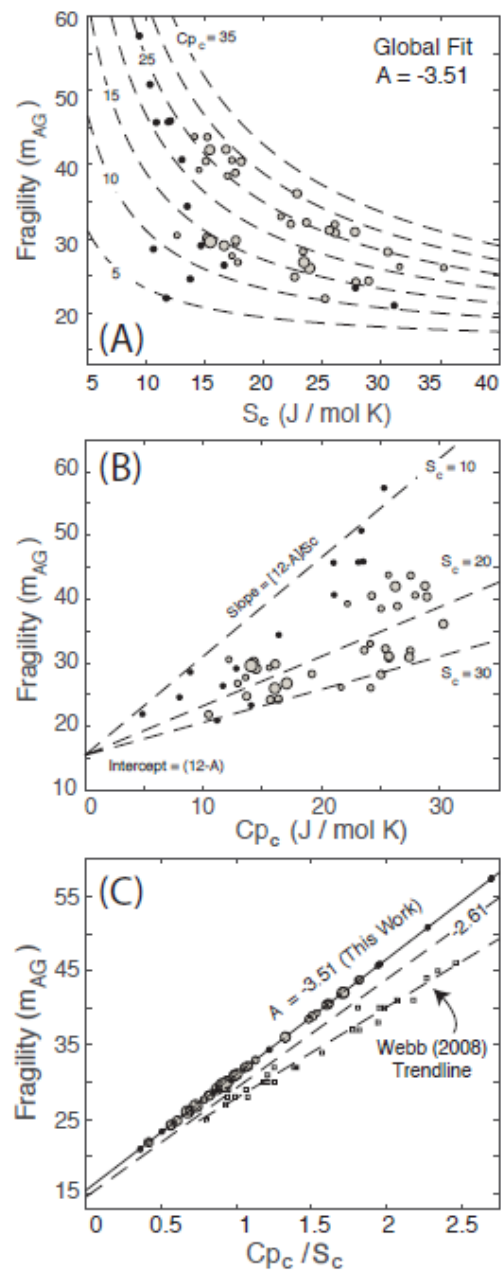 60
50
40
30
20
Fragility (mAG)
Cpc = 35
25
15
10
5
Global Fit
A = -3.51
(A)
5 10 15 20 25 30 35 40
Sc (J / mol K)
60
50
40
30
20
10
Fragility (mAG)
(B)
Sc = 10
Slope = [12-A]/Sc
Sc = 20
Sc = 30
Intercept = (12-A)
0 10 20 30
Cpc (J / mol K)
55
45
35
25
15
Fragility (mAG)
(C)
A = -3.51 (This Work)
-2.61
Webb (2008)
Trendline
0 0.5 1 1.5 2 2.5
Cpc/Sc